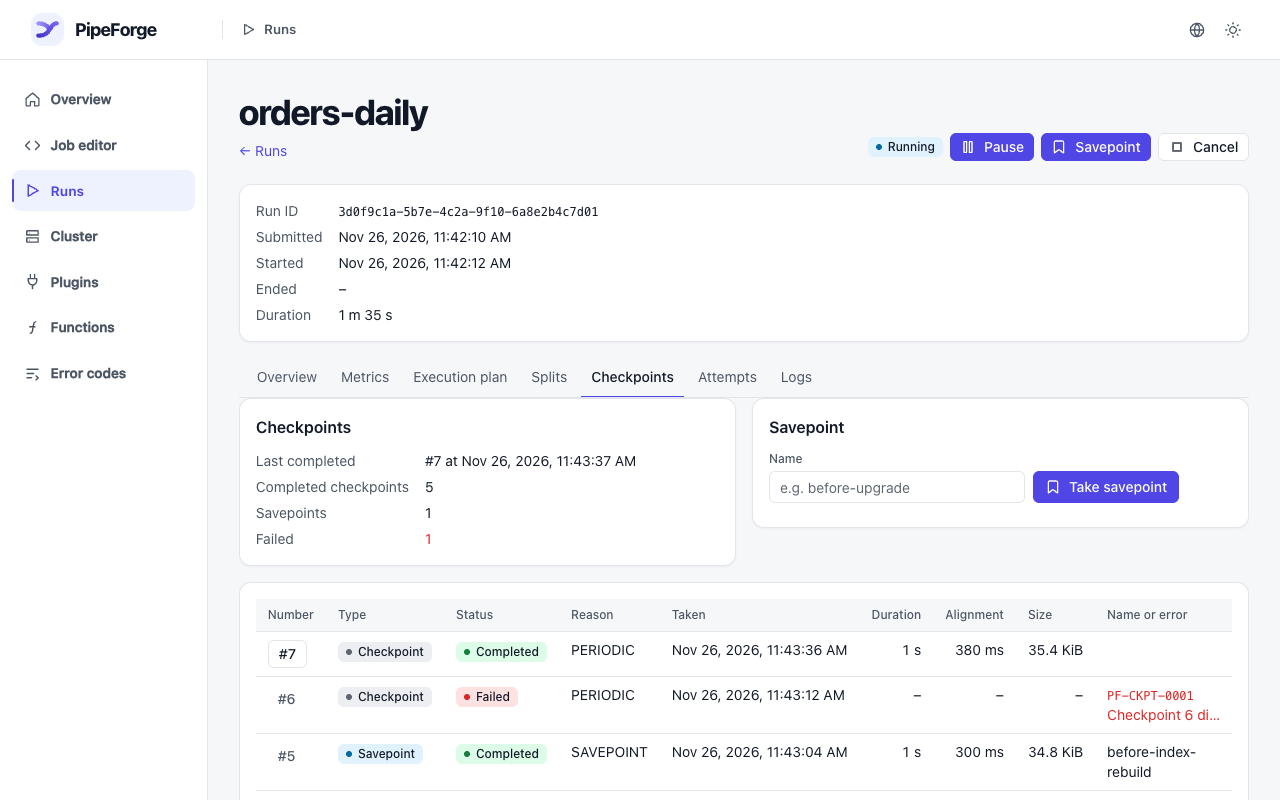 PipeForge
Runs
Overview
Job editor
Runs
Cluster
Plugins
Functions
Error codes
orders-daily
← Runs
Running
Pause
Savepoint
Cancel
Run ID 3d0f9c1a-5b7e-4c2a-9f10-6a8e2b4c7d01
Submitted Nov 26, 2026, 11:42:10 AM
Started Nov 26, 2026, 11:42:12 AM
Ended –
Duration 1 m 35 s
Overview Metrics Execution plan Splits Checkpoints Attempts Logs
Checkpoints
Last completed #7 at Nov 26, 2026, 11:43:37 AM
Completed checkpoints 5
Savepoints 1
Failed 1
Savepoint
Name
e.g. before-upgrade
Take savepoint
Number Type Status Reason Taken Duration Alignment Size Name or error
#7 Checkpoint Completed PERIODIC Nov 26, 2026, 11:43:36 AM 1 s 380 ms 35.4 KiB
#6 Checkpoint Failed PERIODIC Nov 26, 2026, 11:43:12 AM – – – PF-CKPT-0001
Checkpoint 6 di...
#5 Savepoint Completed SAVEPOINT Nov 26, 2026, 11:43:04 AM 1 s 300 ms 34.8 KiB before-index-
rebuild